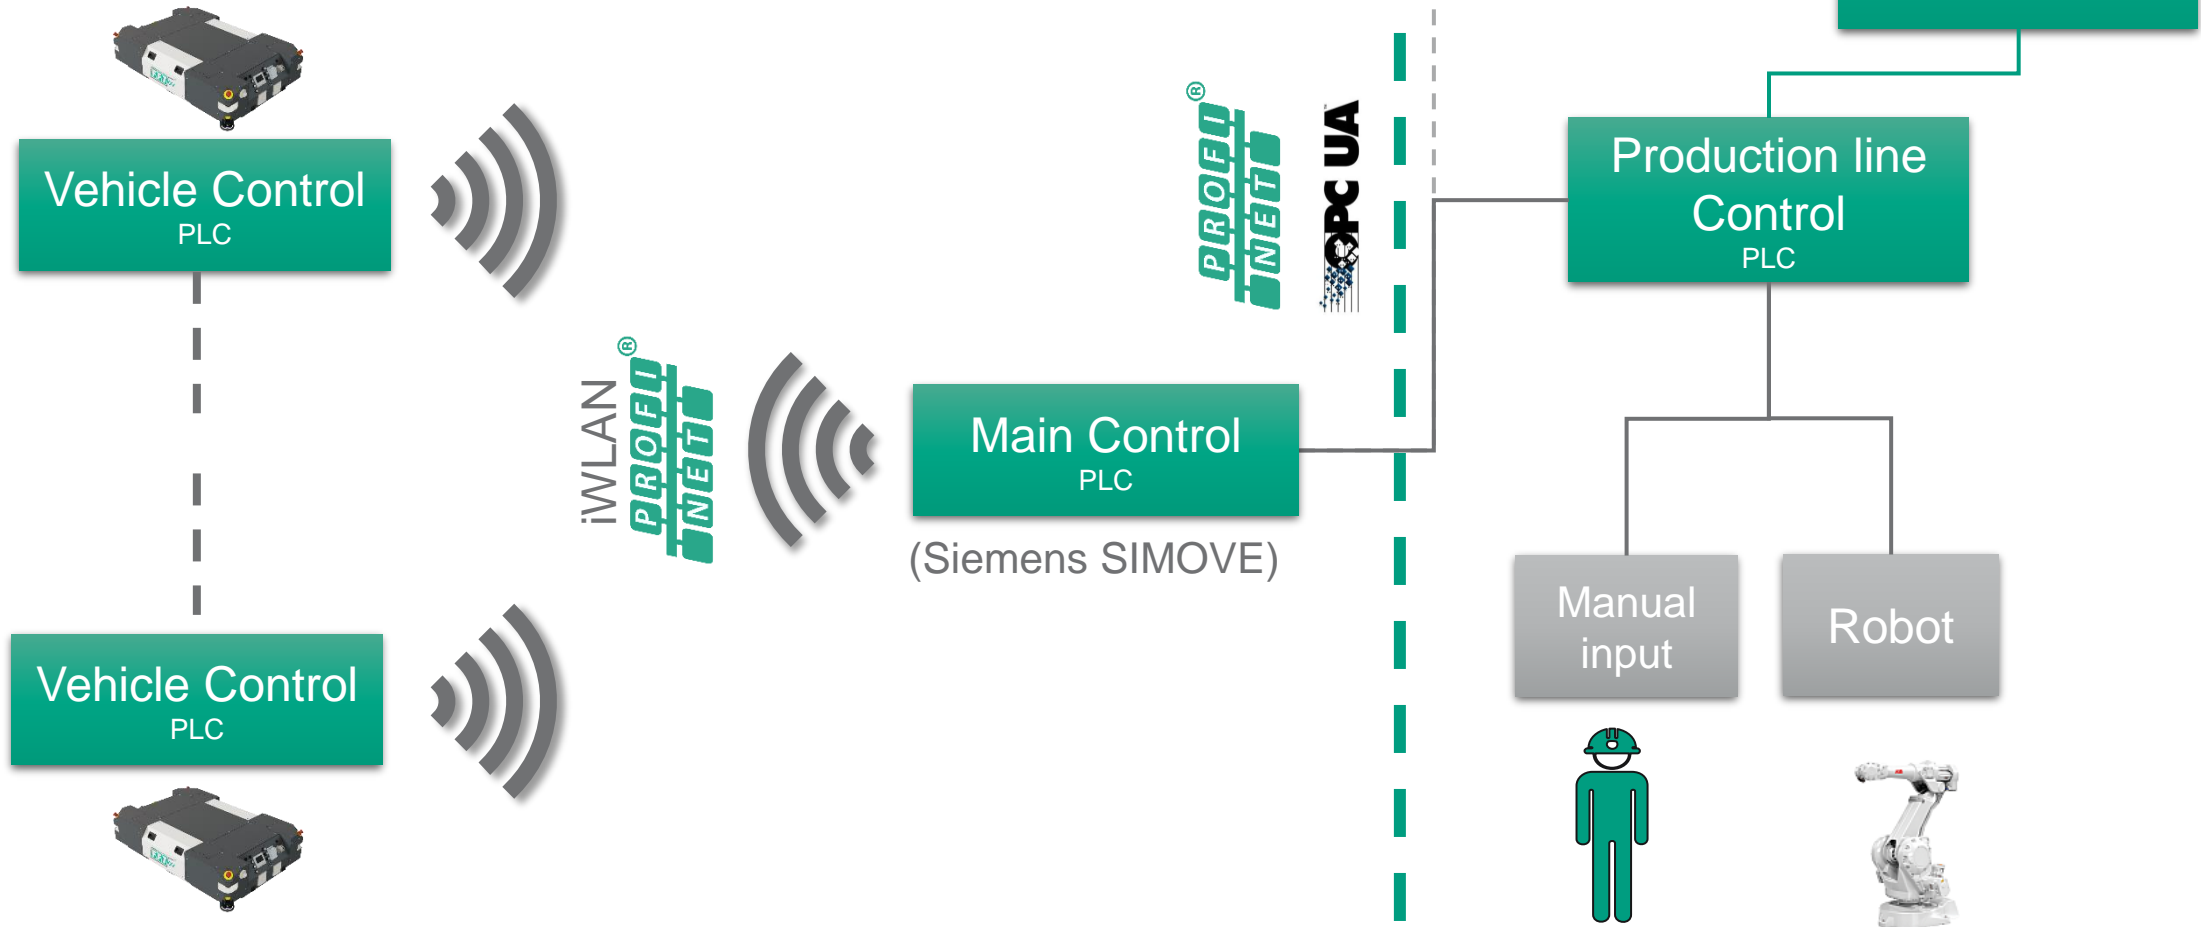 Vehicle Control
PLC
iWLAN
PROFI®
NET
Vehicle Control
PLC
Main Control
PLC
(Siemens SIMOVE)
PROFI®
NET
OPC UA
Production line
Control
PLC
Manual
input
Robot